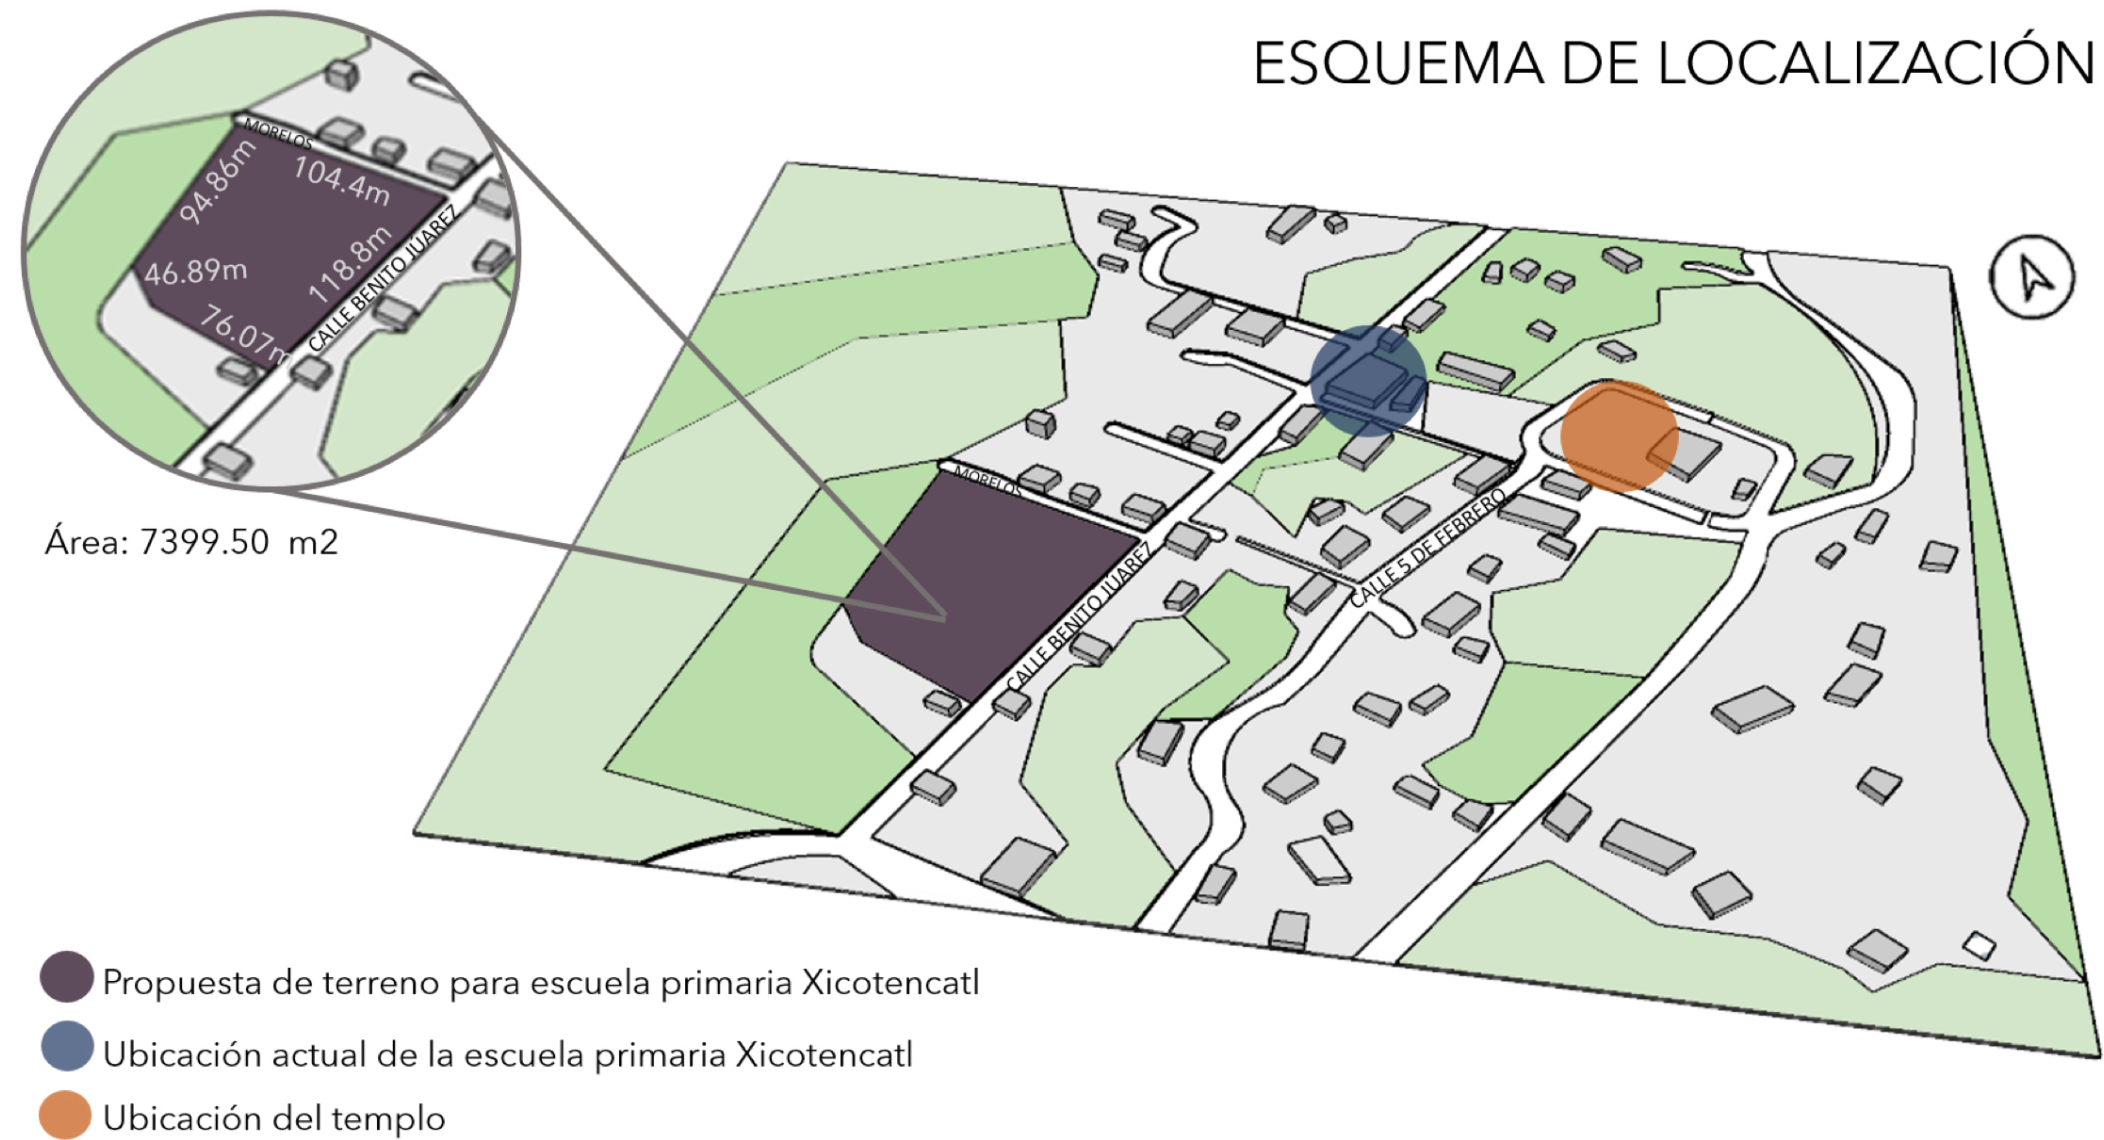 ESQUEMA DE LOCALIZACIÓN
MORELOS
94.86m
104.4m
46.89m
118.8m
76.07m
CALLE BENITO JUAREZ
Área: 7399.50 m2
MORELOS
CALLE BENITO JUAREZ
CALLE 5 DE FEBRERO
Propuesta de terreno para escuela primaria Xicotencatl
Ubicación actual de la escuela primaria Xicotencatl
Ubicación del templo